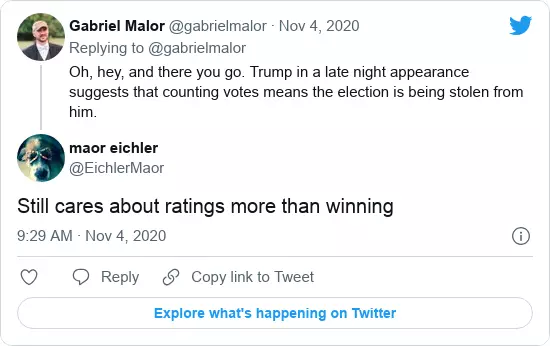 Gabriel Malor @gabrielmalor · Nov 4, 2020
Replying to @gabrielmalor
Oh, hey, and there you go. Trump in a late night appearance
suggests that counting votes means the election is being stolen from
him.
maor eichler
@EichlerMaor
Still cares about ratings more than winning
9:29 AM · Nov 4, 2020
Reply
Copy link to Tweet
Explore what's happening on Twitter